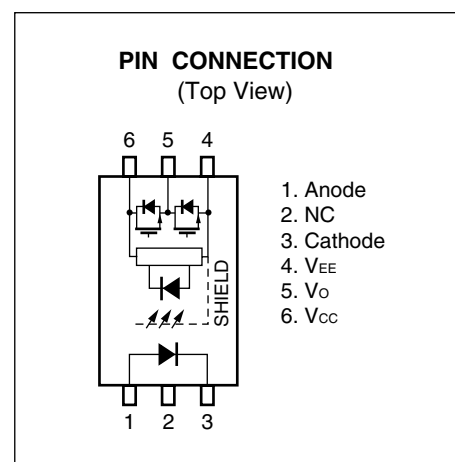 PIN CONNECTION
(Top View)
6 5 4
SHIELD
1 2 3
1. Anode
2. NC
3. Cathode
4. VEE
5. VO
6. VCC